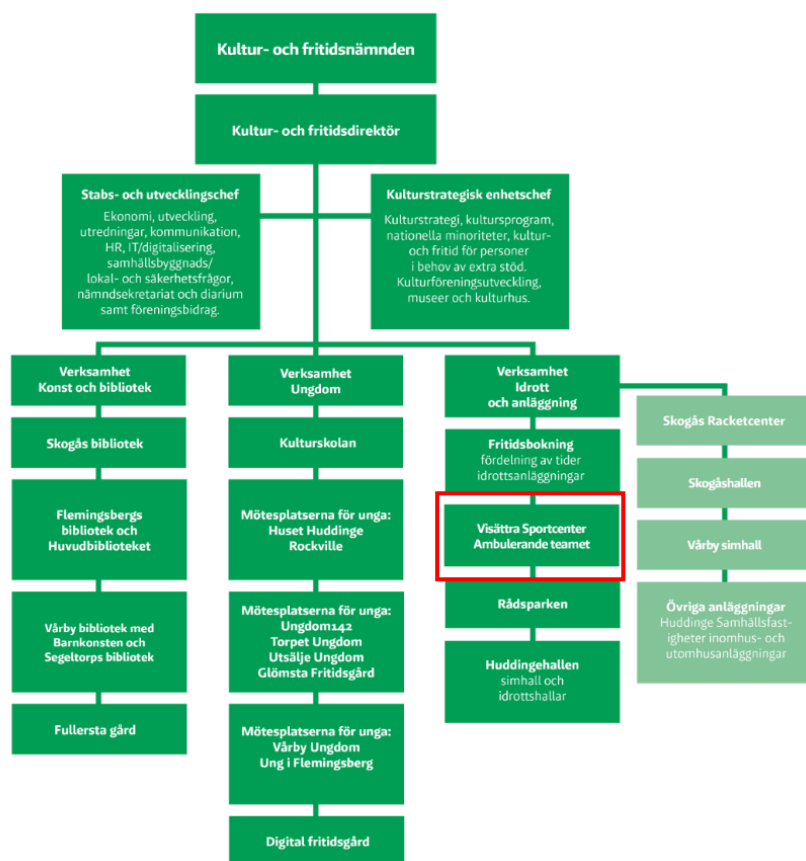 Kultur- och fritidsnämnden
Kultur- och fritidsdirektör
Stabs- och utvecklingschef
Ekonomi, utveckling,
utredningar, kommunikation,
HR, IT/digitalisering,
samhällsbyggnads/
lokal- och säkerhetsfrågor,
nämndsekretariat och diarium
samt föreningsbidrag.
Kulturstrategisk enhetschef
Kulturstrategi, kultursprogram,
nationella minoriteter, kultur-
och fritid för personer
i behov av extra stöd.
Kulturföreningsutveckling,
museer och kulturhus.
Verksamhet
Konst och bibliotek
Skogås bibliotek
Flemingsbergs
bibliotek och
Huvudbiblioteket
Vårby bibliotek med
Barnkonsten och
Segeltorps bibliotek
Fullersta gård
Verksamhet
Ungdom
Kulturskolan
Mötesplatserna för unga:
Huset Huddinge
Rockville
Mötesplatserna för unga:
Ungdom142
Torpet Ungdom
Utsälje Ungdom
Glömsta Fritidsgård
Mötesplatserna för unga:
Vårby Ungdom
Ung i Flemingsberg
Digital fritidsgård
Verksamhet
Idrott
och anläggning
Fritidsbokning
fördelning av tider
idrottsanläggningar
Visättra Sportcenter
Ambulerande teamet
Rådsparken
Huddingehallen
simhall och
idrottshallar
Skogås Racketcenter
Skogåshallen
Vårby simhall
Övriga anläggningar
Huddinge Samhällsfast-
igheter inomhus- och
utomhusanläggningar